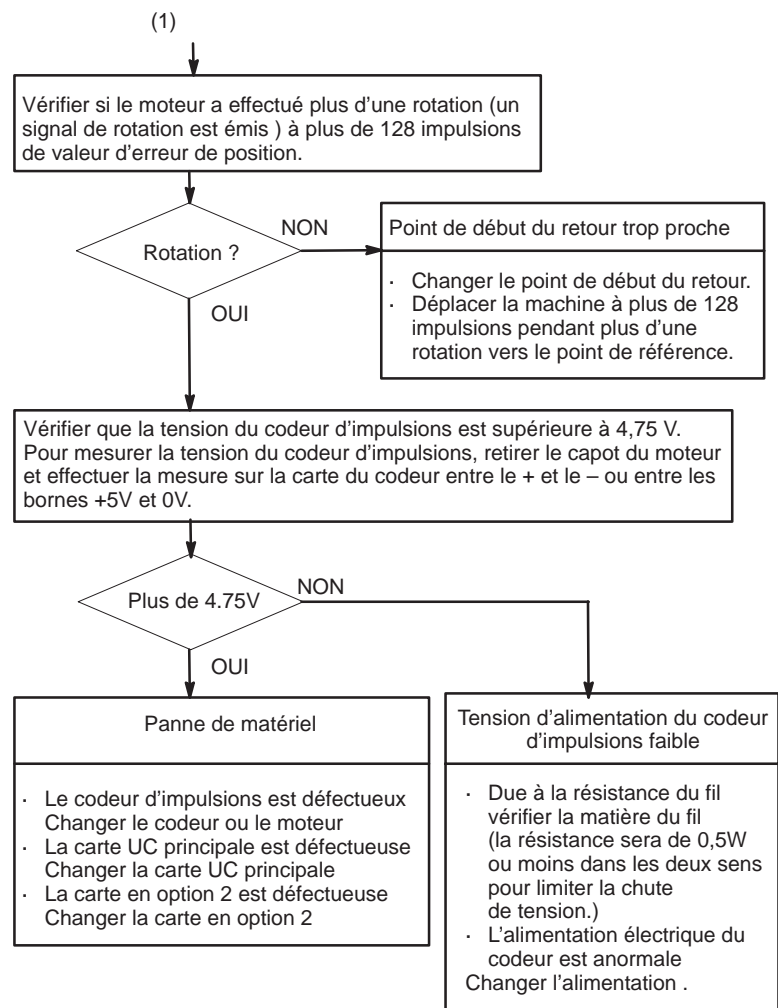 (1)
Vérifier si le moteur a effectué plus d'une rotation (un
signal de rotation est émis ) à plus de 128 impulsions
de valeur d'erreur de position.
Rotation ?
NON
OUI
Point de début du retour trop proche
· Changer le point de début du retour.
· Déplacer la machine à plus de 128
impulsions pendant plus d'une
rotation vers le point de référence.
Vérifier que la tension du codeur d'impulsions est supérieure à 4,75 V.
Pour mesurer la tension du codeur d'impulsions, retirer le capot du moteur
et effectuer la mesure sur la carte du codeur entre le + et le – ou entre les
bornes +5V et 0V.
Plus de 4.75V
NON
OUI
Panne de matériel
· Le codeur d'impulsions est défectueux
Changer le codeur ou le moteur
· La carte UC principale est défectueuse
Changer la carte UC principale
· La carte en option 2 est défectueuse
Changer la carte en option 2
Tension d'alimentation du codeur
d'impulsions faible
· Due à la résistance du fil
vérifier la matière du fil
(la résistance sera de 0,5W
ou moins dans les deux sens
pour limiter la chute
de tension.)
· L'alimentation électrique du
codeur est anormale
Changer l'alimentation .